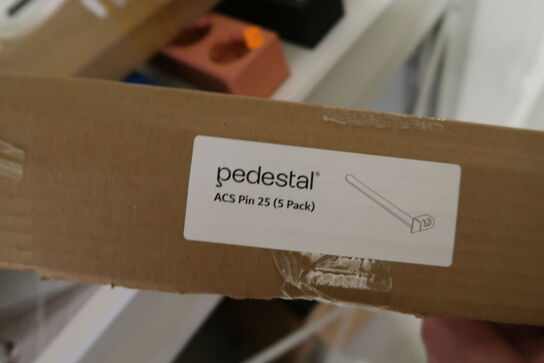 pedestal®
ACS Pin 25 (5 Pack)